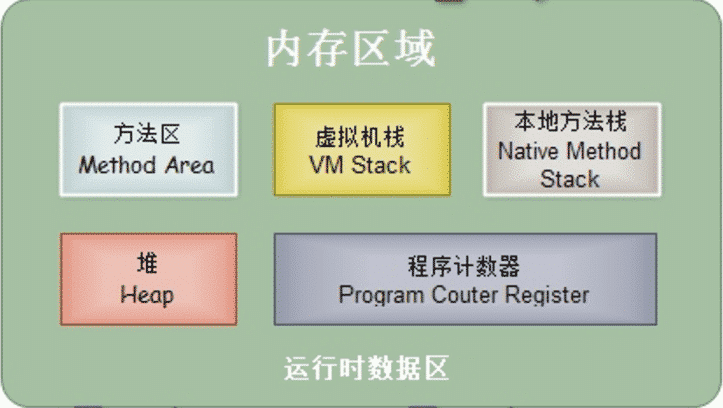 内存区域
方法区
Method Area
虚拟机栈
VM Stack
本地方法栈
Native Method
Stack
堆
Heap
程序计数器
Program Couter Register
运行时数据区